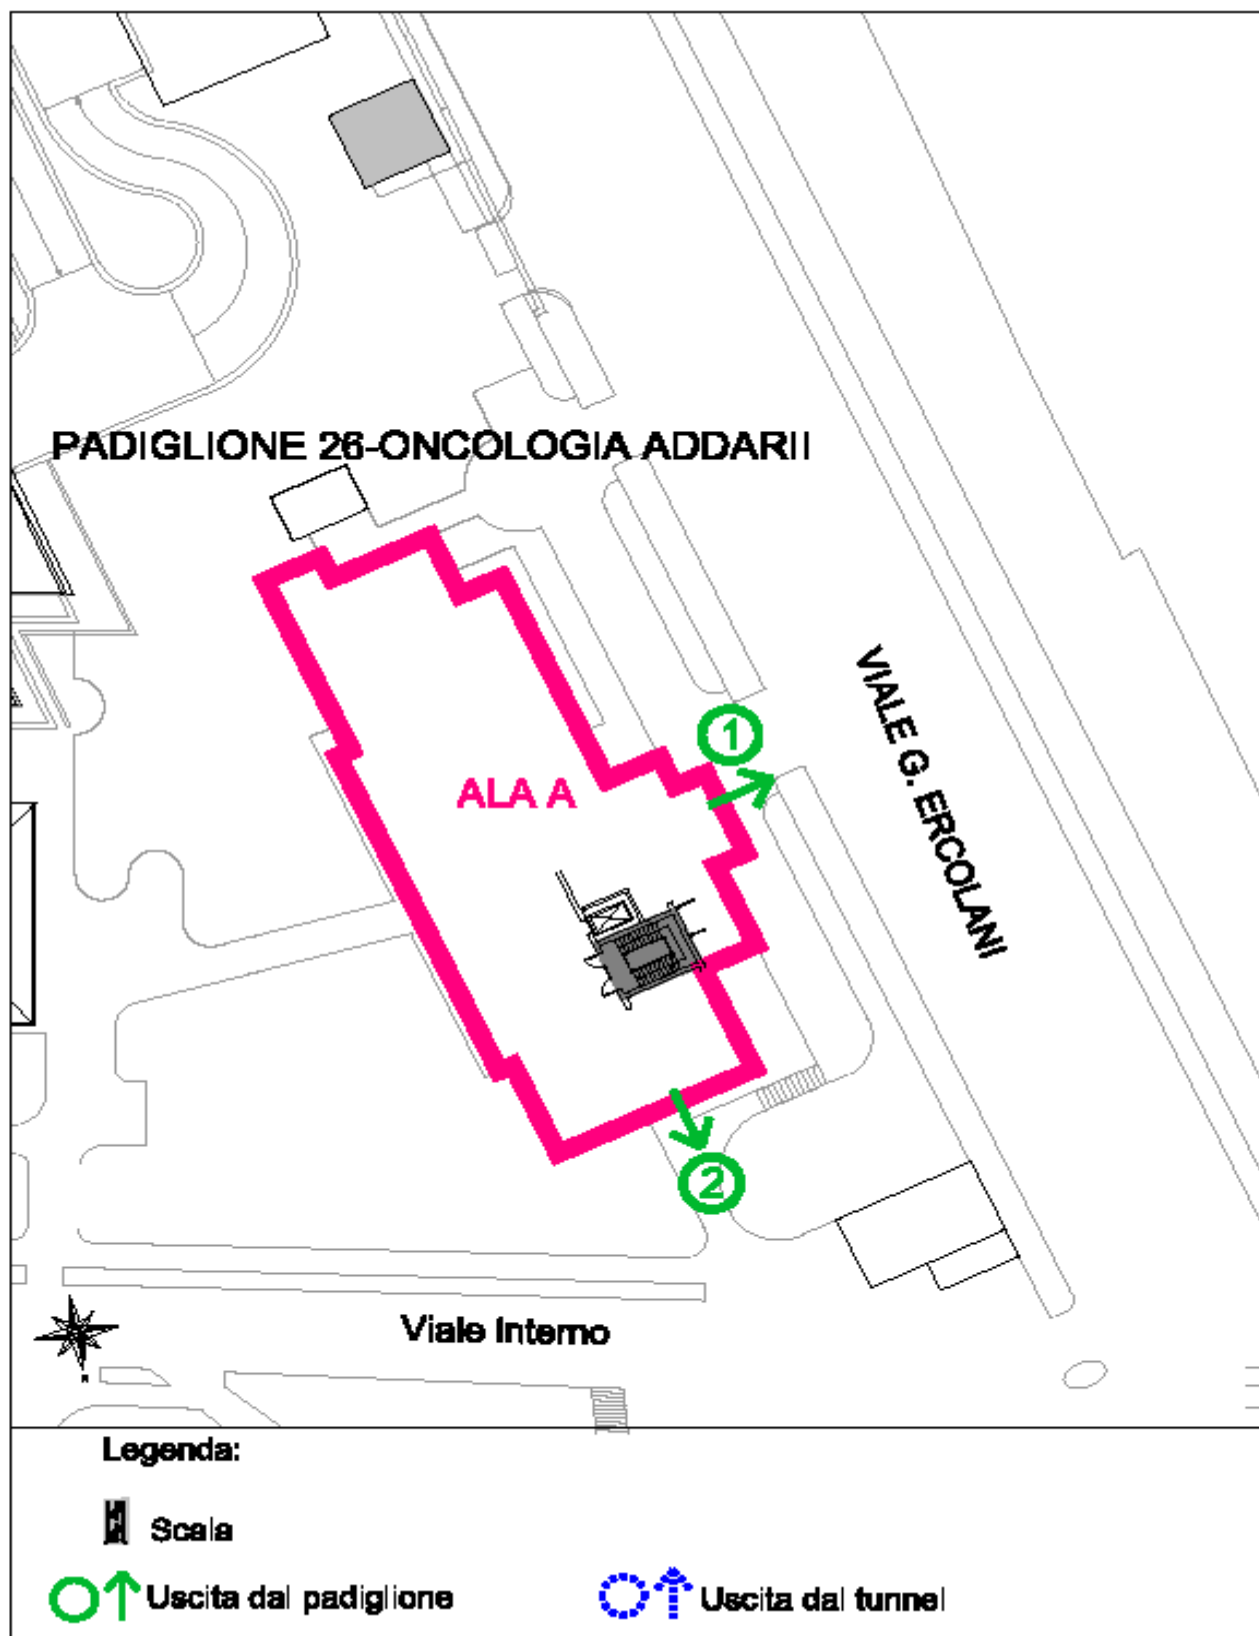 PADIGLIONE 26-ONCOLOGIA ADDARII
1
VIALE G. ERCOLANI
ALA A
2
Viale Interno
Legenda:
Scala
Uscita dal padiglione
Uscita dal tunnel